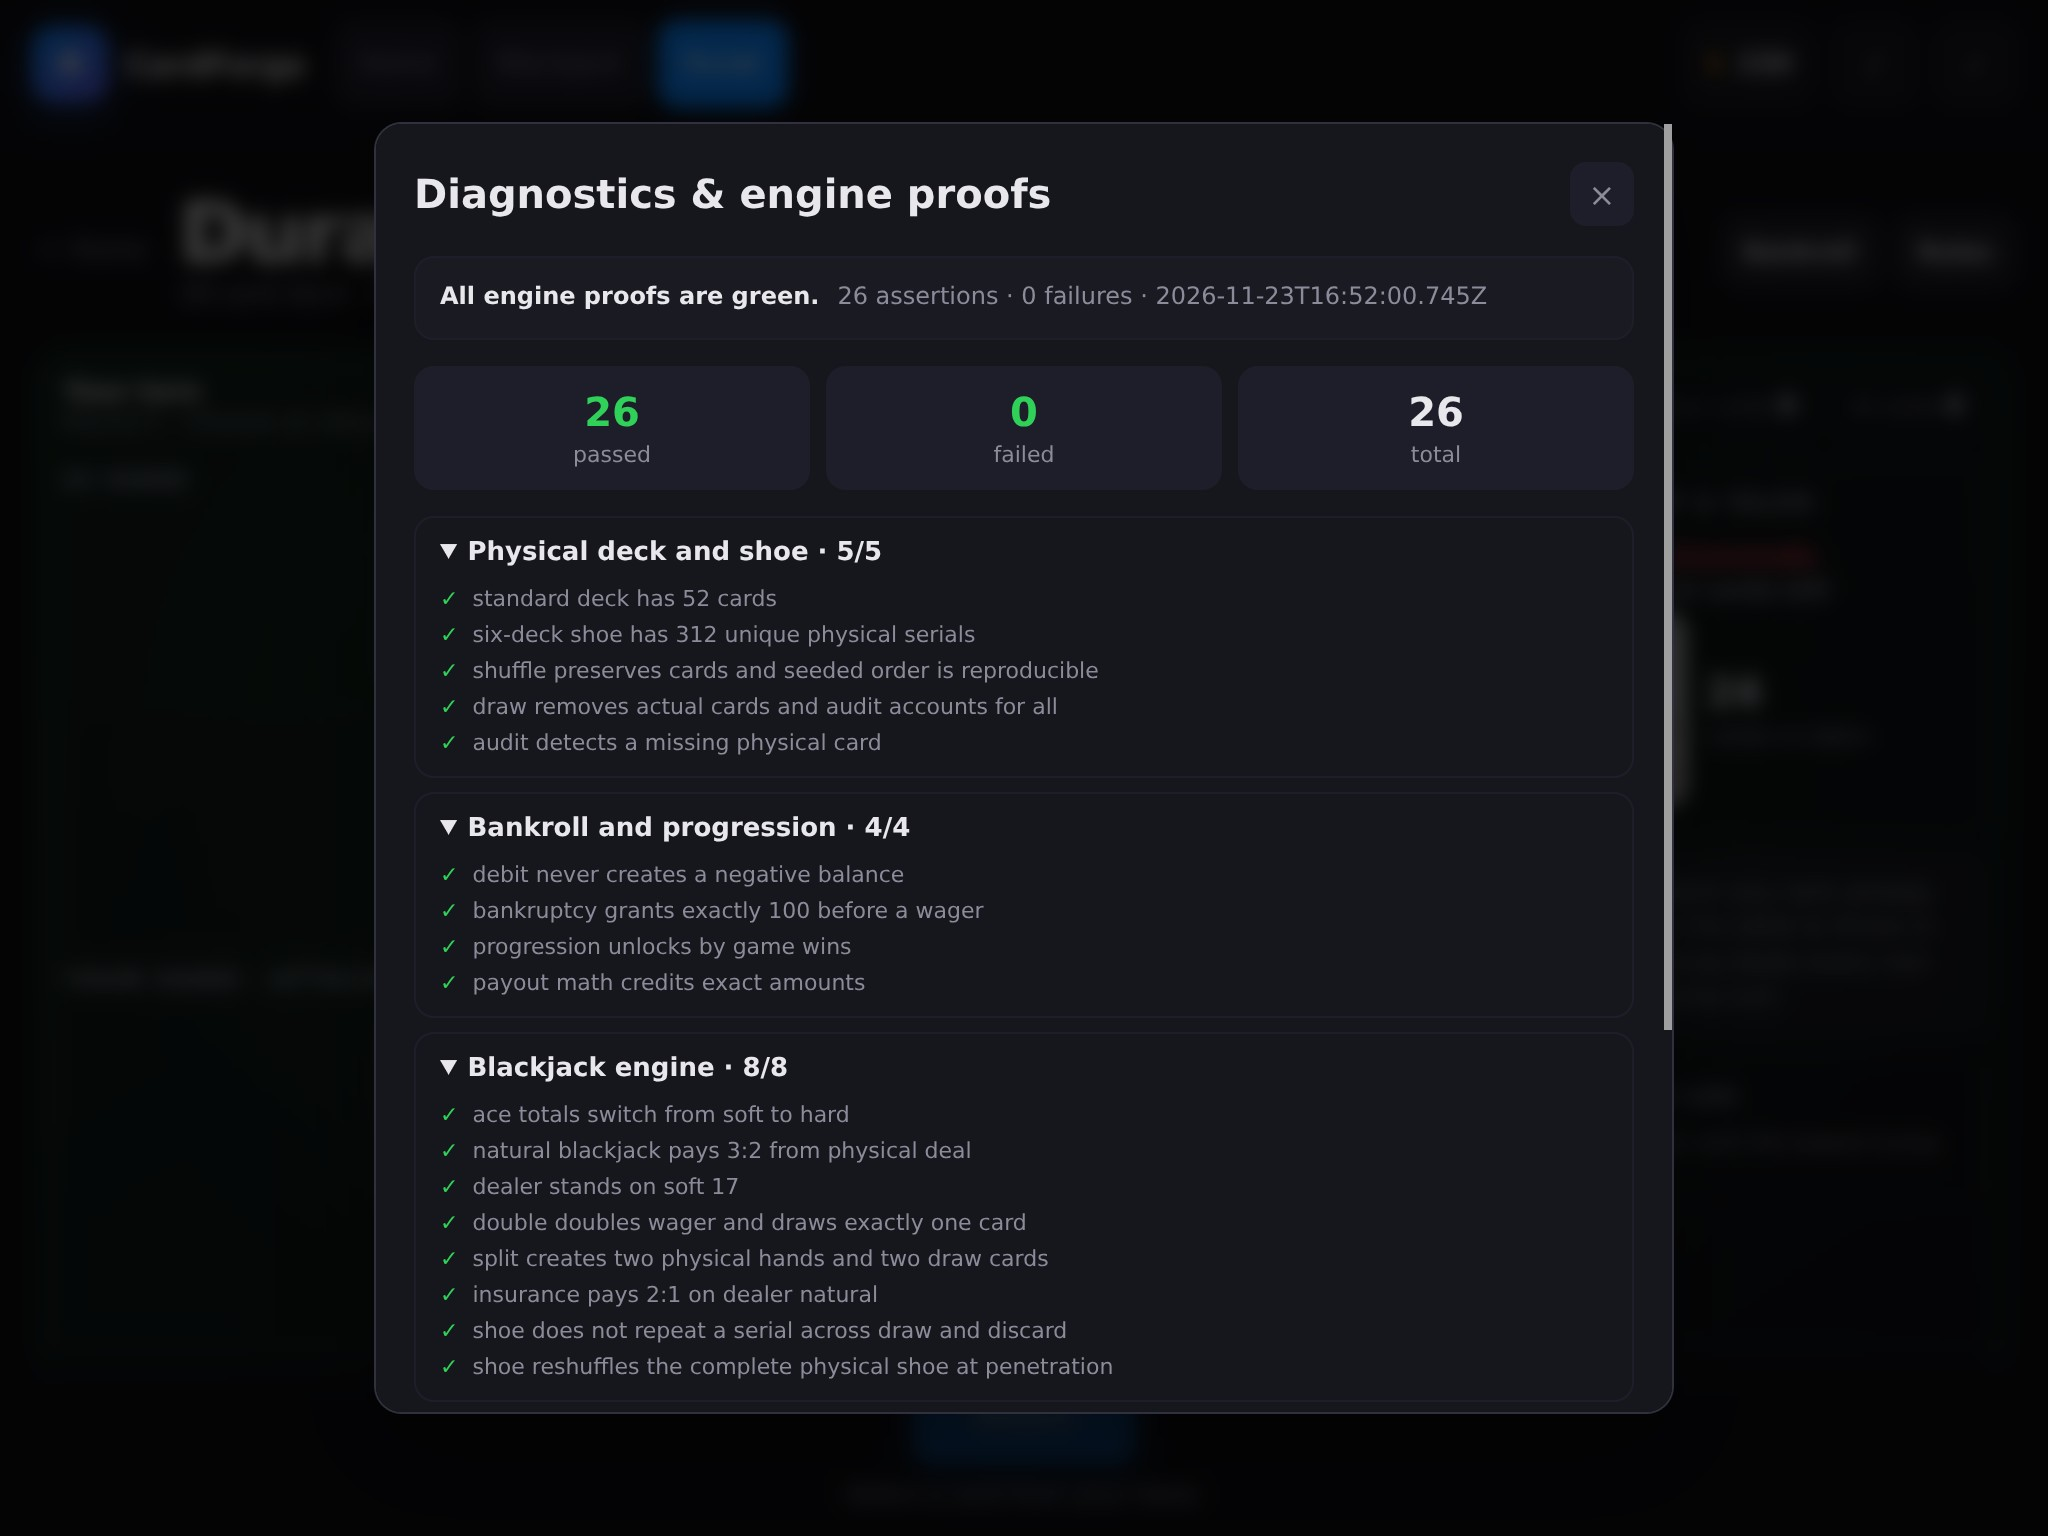 CardForge
Dura
Diagnostics & engine proofs
×
All engine proofs are green. 26 assertions · 0 failures · 2026-11-23T16:52:00.745Z
26
passed
0
failed
26
total
▼ Physical deck and shoe · 5/5
✓ standard deck has 52 cards
✓ six-deck shoe has 312 unique physical serials
✓ shuffle preserves cards and seeded order is reproducible
✓ draw removes actual cards and audit accounts for all
✓ audit detects a missing physical card
▼ Bankroll and progression · 4/4
✓ debit never creates a negative balance
✓ bankruptcy grants exactly 100 before a wager
✓ progression unlocks by game wins
✓ payout math credits exact amounts
▼ Blackjack engine · 8/8
✓ ace totals switch from soft to hard
✓ natural blackjack pays 3:2 from physical deal
✓ dealer stands on soft 17
✓ double doubles wager and draws exactly one card
✓ split creates two physical hands and two draw cards
✓ insurance pays 2:1 on dealer natural
✓ shoe does not repeat a serial across draw and discard
✓ shoe reshuffles the complete physical shoe at penetration